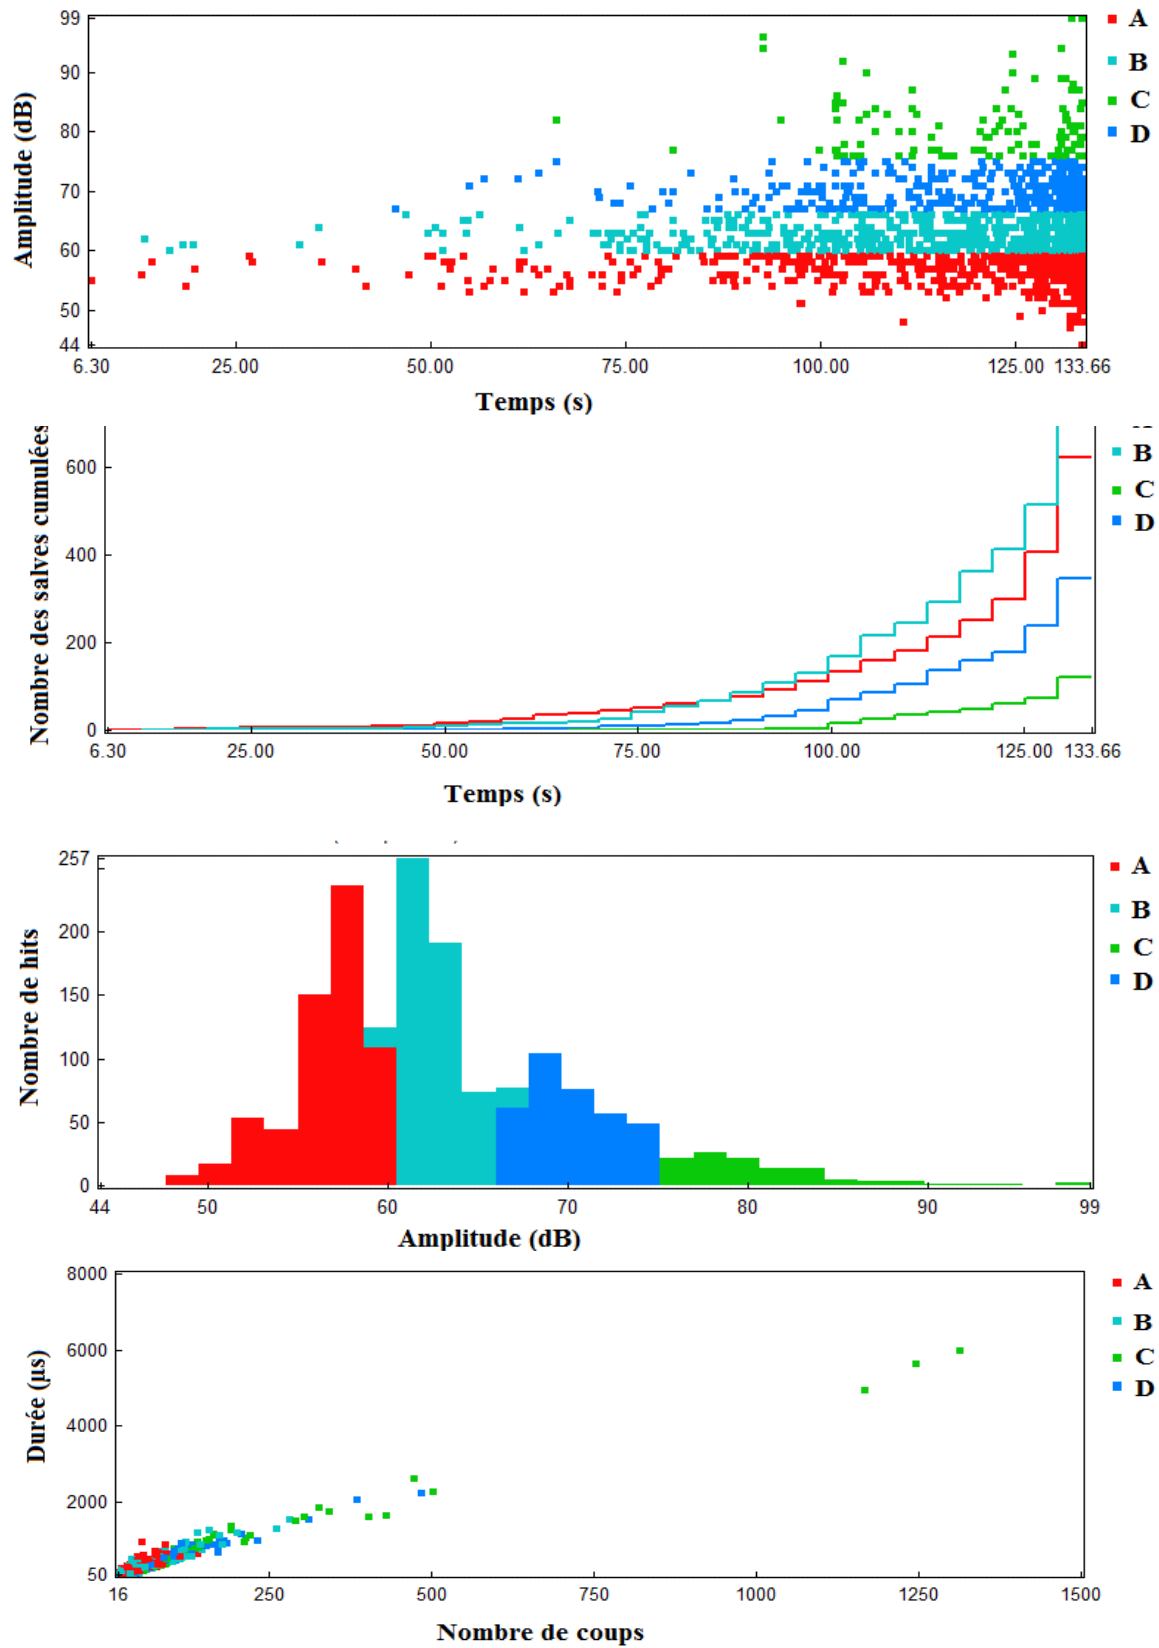 99
90
80
70
60
50
44
Amplitude (dB)
6.30 25.00 50.00 75.00 100.00 125.00 133.66
Temps (s)
A
B
C
D
600
400
200
0
Nombre des salves cumulées
6.30 25.00 50.00 75.00 100.00 125.00 133.66
Temps (s)
B
C
D
257
200
150
100
50
0
Nombre de hits
44 50 60 70 80 90 99
Amplitude (dB)
A
B
C
D
8000
6000
4000
2000
50
Durée (µs)
16 250 500 750 1000 1250 1500
Nombre de coups
A
B
C
D